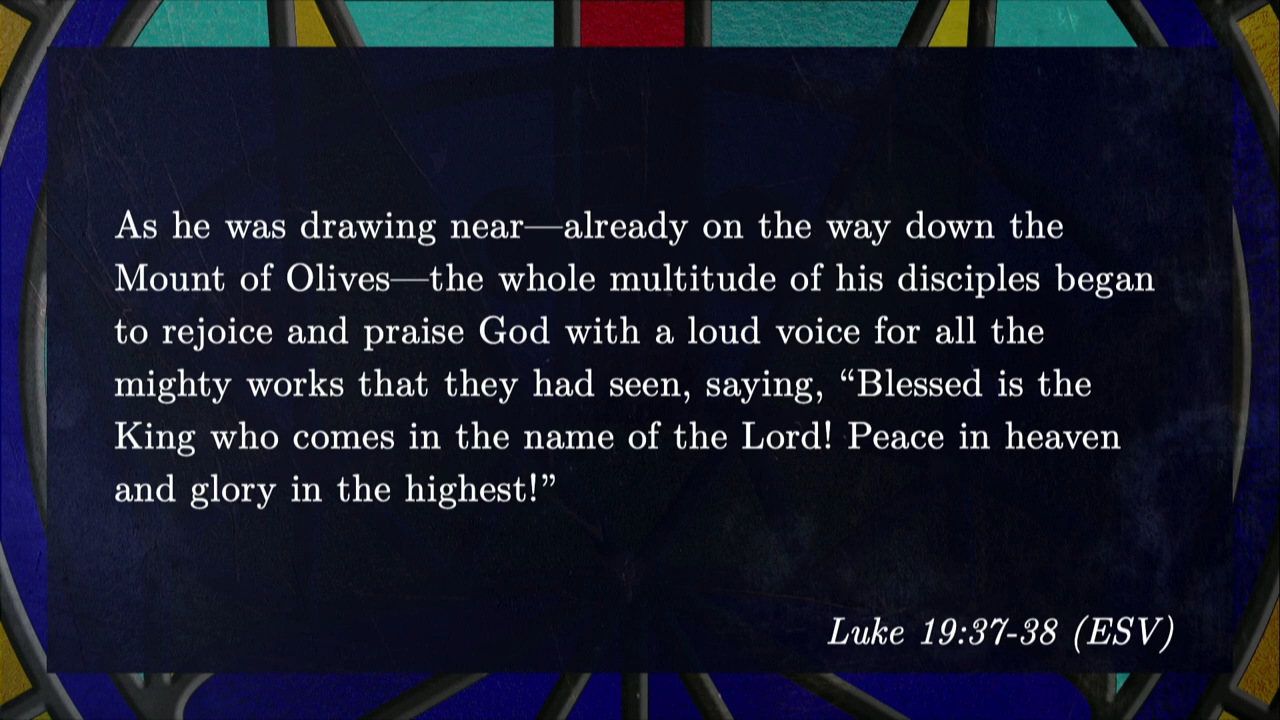 As he was drawing near—already on the way down the
Mount of Olives—the whole multitude of his disciples began
to rejoice and praise God with a loud voice for all the
mighty works that they had seen, saying, “Blessed is the
King who comes in the name of the Lord! Peace in heaven
and glory in the highest!”
Luke 19:37-38 (ESV)